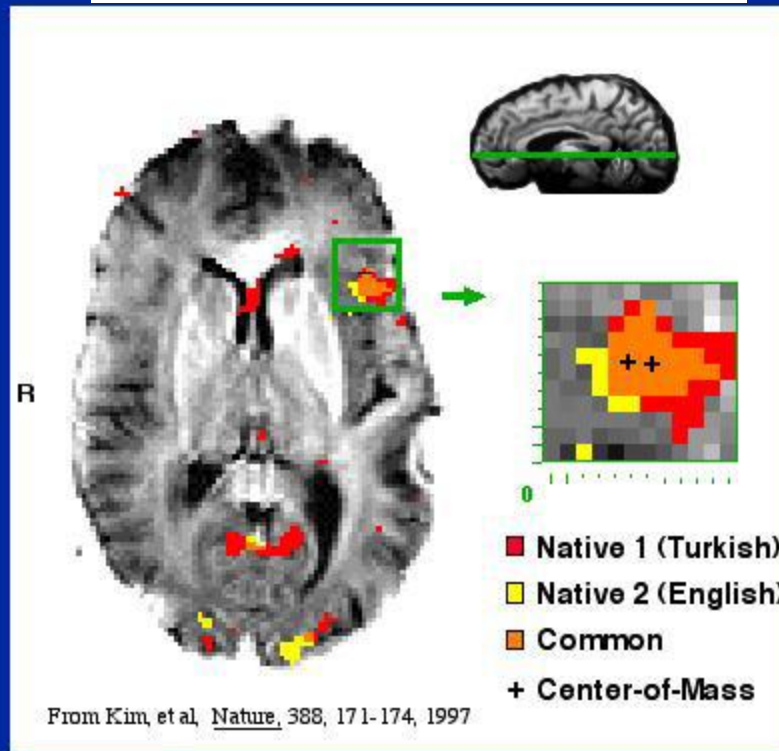 R
0
Native 1 (Turkish)
Native 2 (English)
Common
+ Center-of-Mass
From Kim, et al, Nature, 388, 171-174, 1997